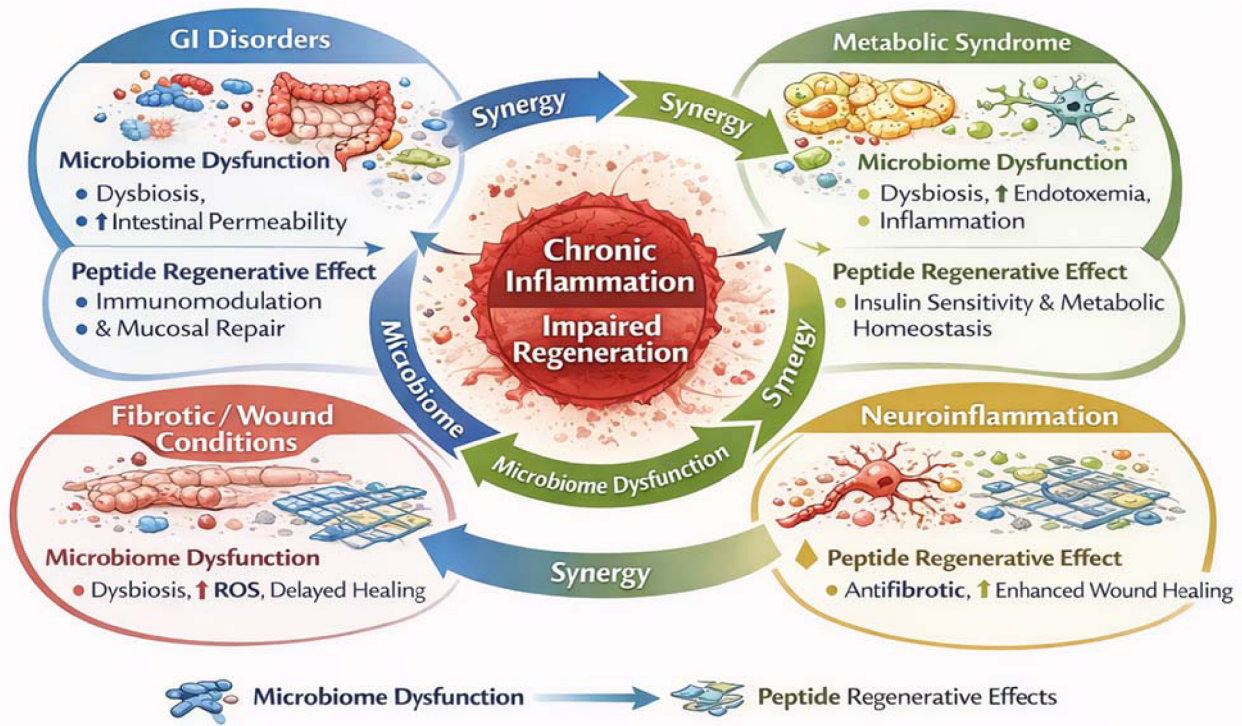 GI Disorders
Microbiome Dysfunction
Dysbiosis,
↑ Intestinal Permeability
Peptide Regenerative Effect
Immunomodulation
& Mucosal Repair
Synergy
Synergy
Metabolic Syndrome
Microbiome Dysfunction
Dysbiosis, ↑ Endotoxemia,
Inflammation
Peptide Regenerative Effect
Insulin Sensitivity & Metabolic
Homeostasis
Chronic
Inflammation
Impaired
Regeneration
Microbiome
Synergy
Microbiome Dysfunction
Fibrotic / Wound
Conditions
Microbiome Dysfunction
Dysbiosis, ↑ ROS, Delayed Healing
Synergy
Neuroinflammation
Peptide Regenerative Effect
Antifibrotic, ↑ Enhanced Wound Healing
Microbiome Dysfunction
Peptide Regenerative Effects